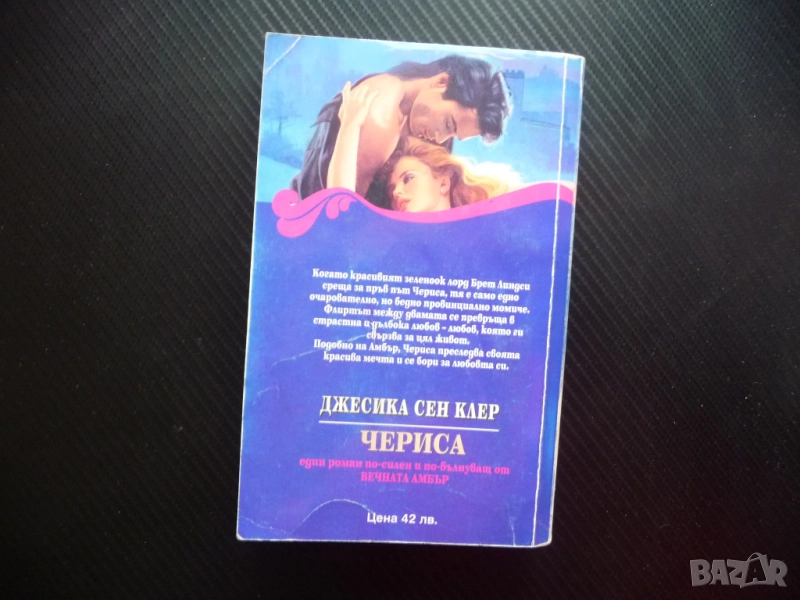 Когато красивият зеленоок лорд Брет Линдси
среща за пръв път Чериса, тя е само едно
очарователно, но бедно провинциално момиче.
Флиртът между двамата се превръща в
страстна и дълбока любов - любов, която ги
свързва за цял живот.
Подобно на Амбър, Чериса преследва своята
красива мечта и се бори за любовта си.
ДЖЕСИКА СЕН КЛЕР
ЧЕРИСА
един роман по-силен и по-вълнуващ от
ВЕЧНАТА АМБЪР
Цена 42 лв.
BAZAR